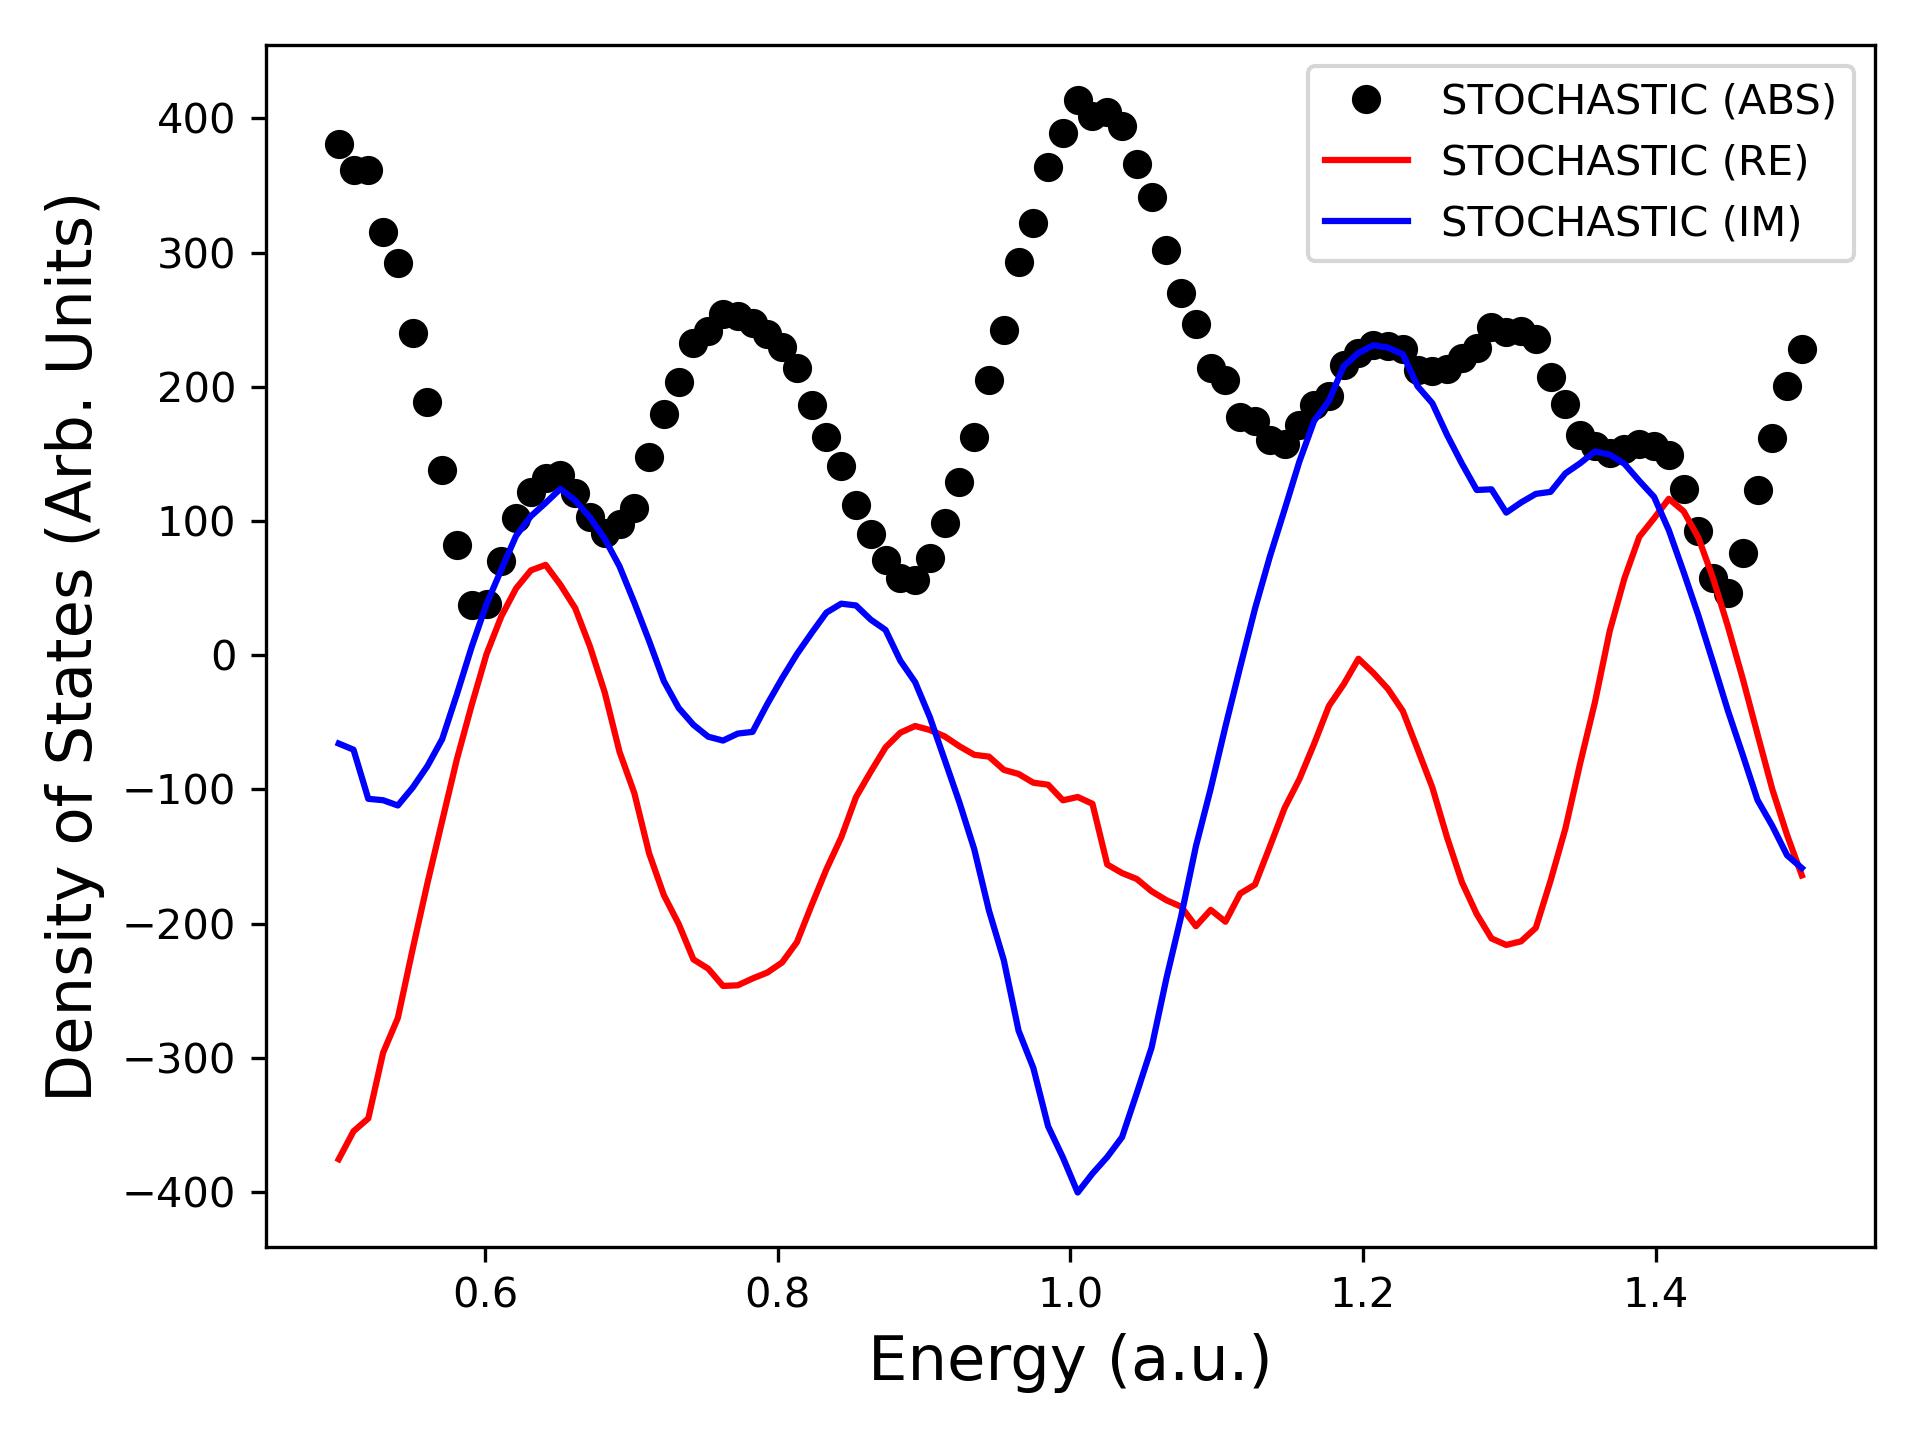 STOCHASTIC (ABS)
STOCHASTIC (RE)
STOCHASTIC (IM)
Density of States (Arb. Units)
400
300
200
100
0
−100
−200
−300
−400
0.6 0.8 1.0 1.2 1.4
Energy (a.u.)